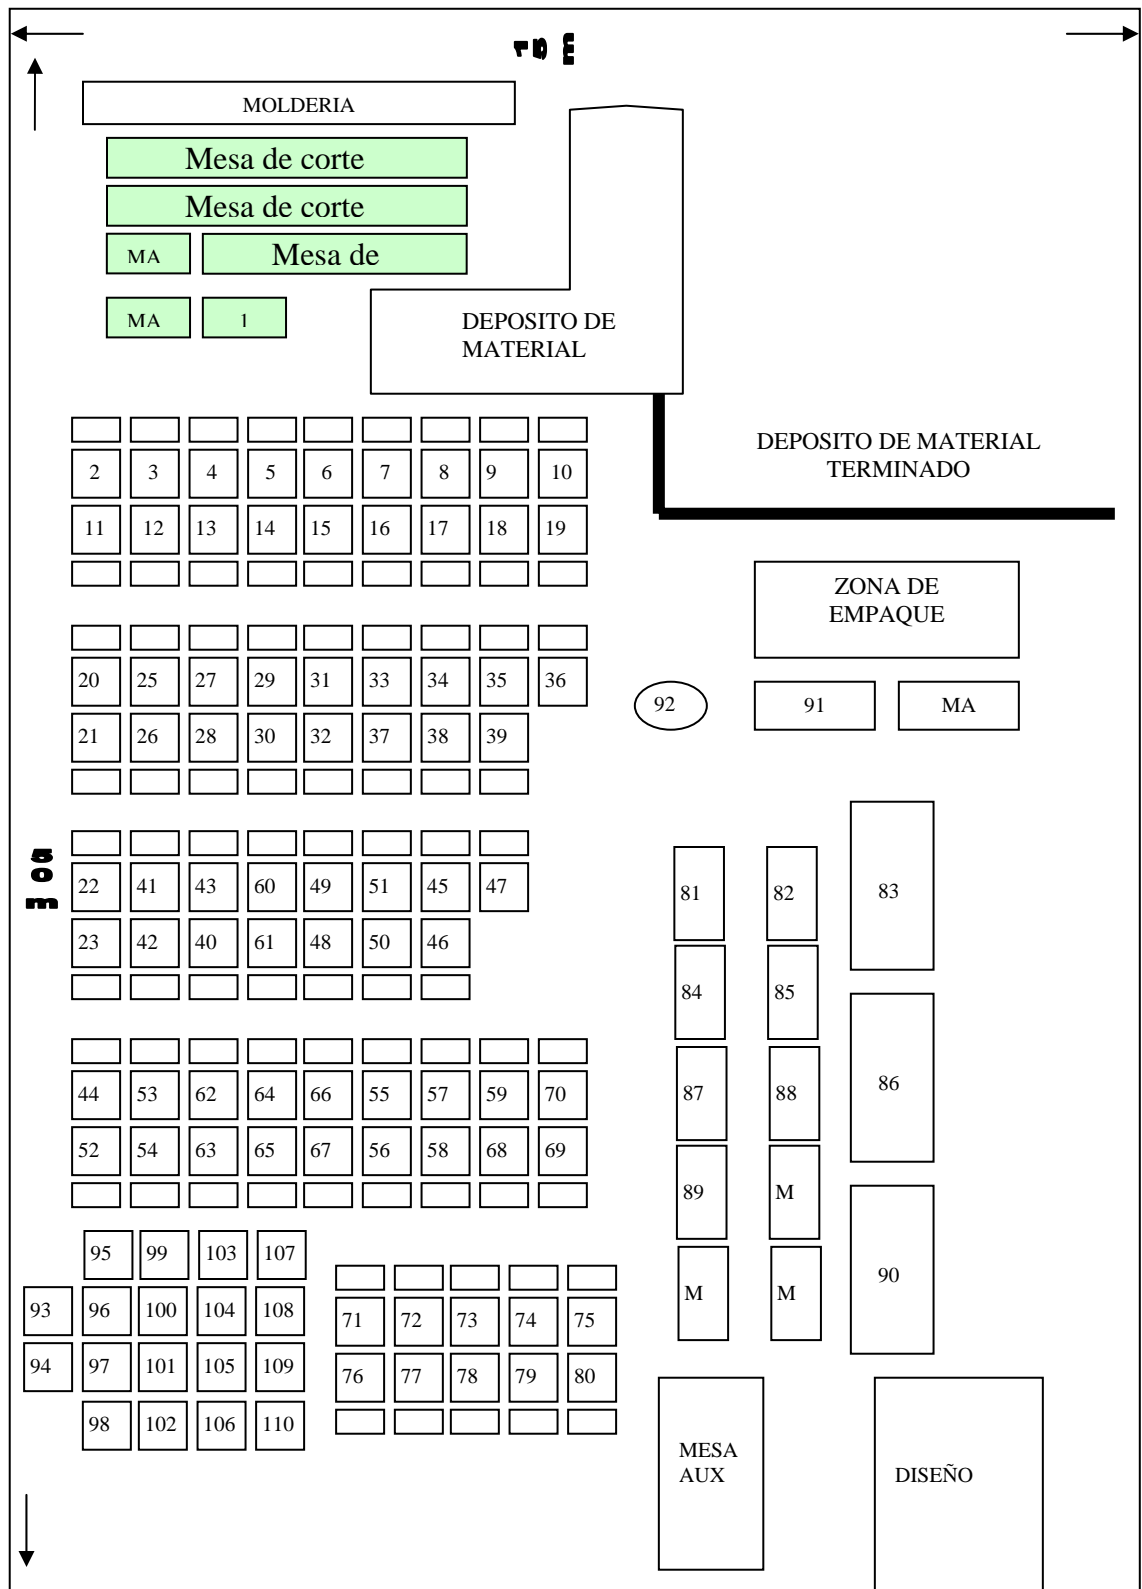 15 m
MOLDERIA
Mesa de corte
Mesa de corte
MA Mesa de
MA 1
DEPOSITO DE
MATERIAL
DEPOSITO DE MATERIAL
TERMINADO
2 3 4 5 6 7 8 9 10
11 12 13 14 15 16 17 18 19
ZONA DE
EMPAQUE
20 25 27 29 31 33 34 35 36
21 26 28 30 32 37 38 39
92 91 MA
50 m
22 41 43 60 49 51 45 47
23 42 40 61 48 50 46
44 53 62 64 66 55 57 59 70
52 54 63 65 67 56 58 68 69
81 82 83
84 85
87 88 86
89 M
M M 90
95 99 103 107
93 96 100 104 108
94 97 101 105 109
98 102 106 110
71 72 73 74 75
76 77 78 79 80
MESA
AUX
DISEÑO